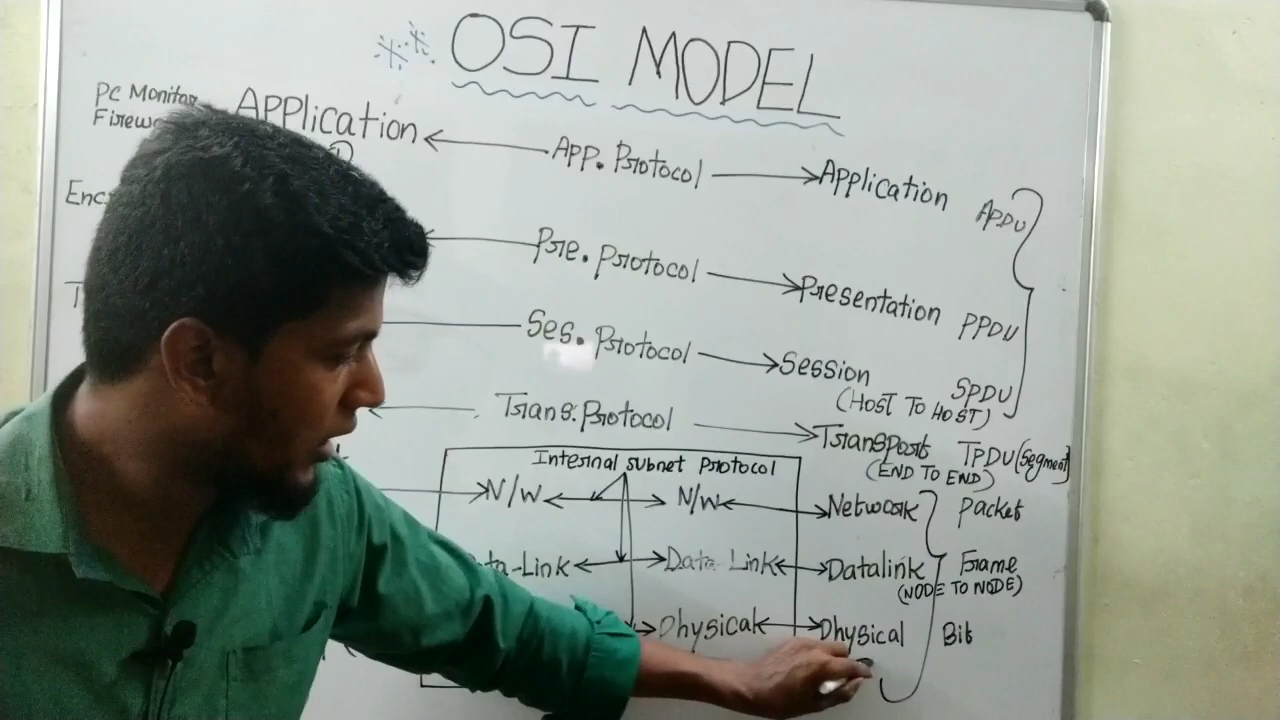 OSI MODEL
PC Monitor
APPlication
APP. Protocol
Application
APDU
Pre. Protocol
Presentation
PPDU
Ses. Protocol
Session
SPDU
(HOST TO HOST)
Trans. Protocol
Transport
TPDU (Segment)
(END TO END)
Internal subnet Protocol
N/W
N/W
Network
Packet
Data Link
Datalink
Frame
(NODE TO NODE)
Physical
Physical
Bit